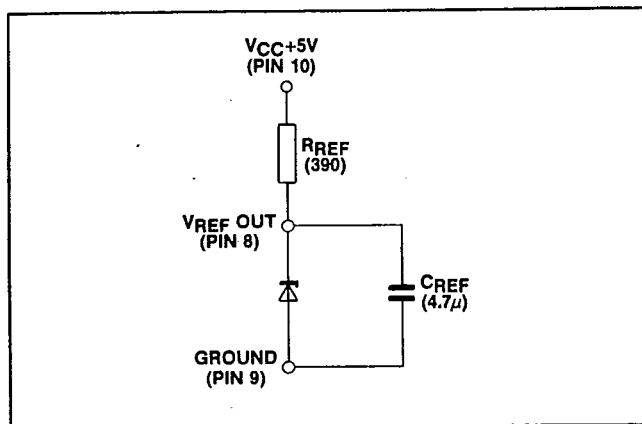 VCC+5V
(PIN 10)
RREF
(390)
VREF OUT
(PIN 8)
CREF
(4.7µ)
GROUND
(PIN 9)